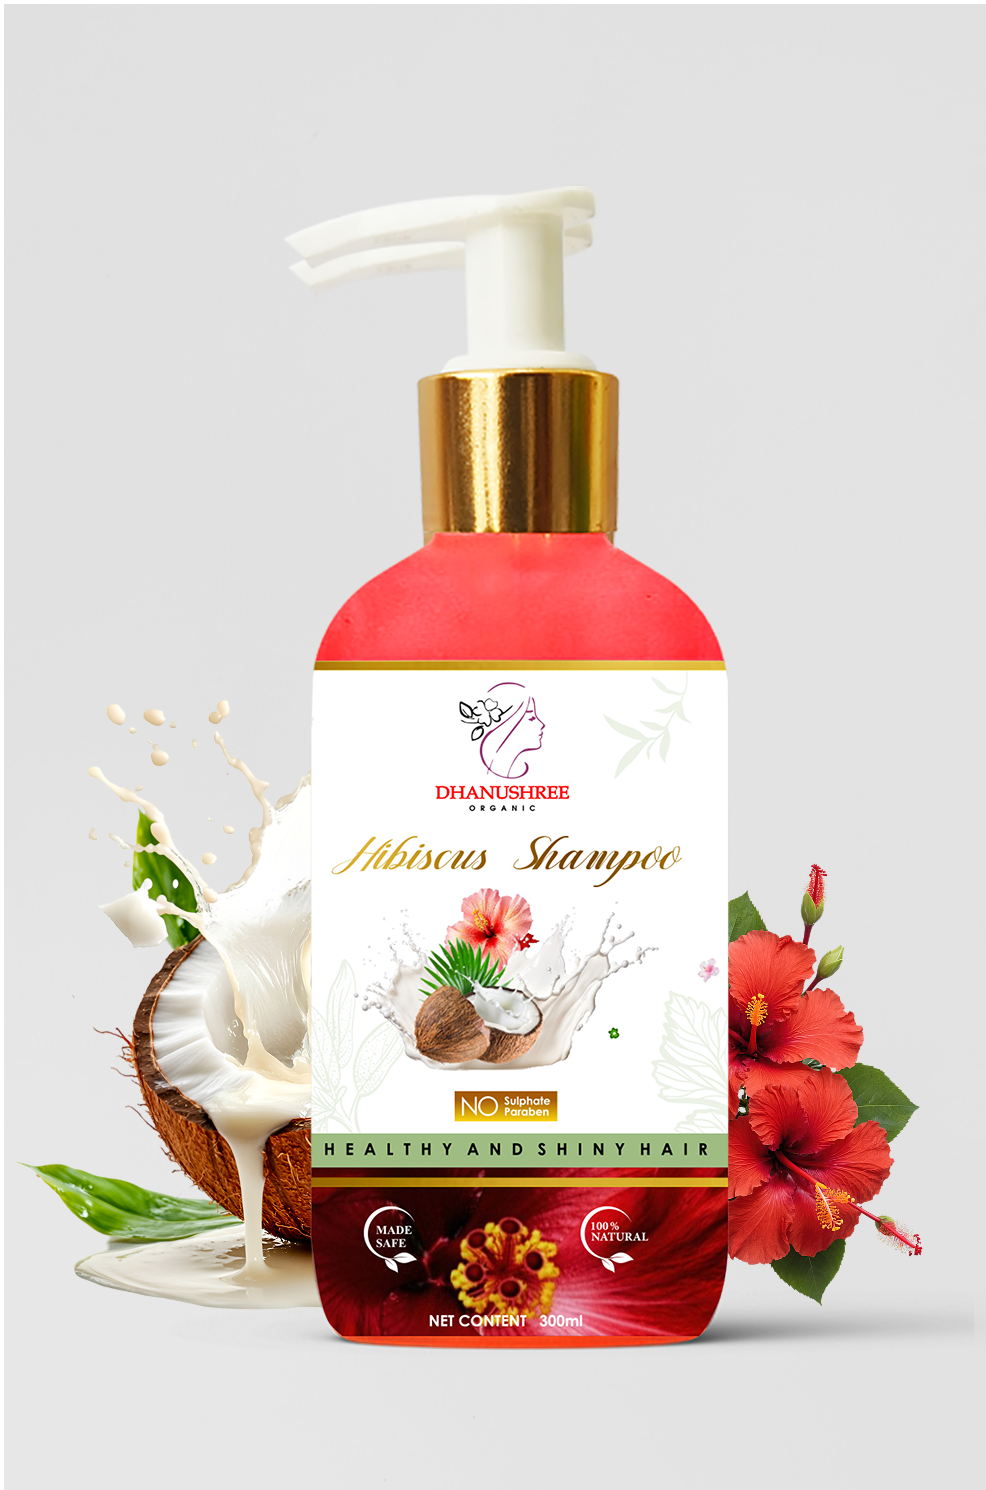 DHANUSHREE
ORGANIC
Hibiscus Shampoo
NO Sulphate
Paraben
HEALTHY AND SHINY HAIR
MADE
SAFE
100%
NATURAL
NET CONTENT 300ml